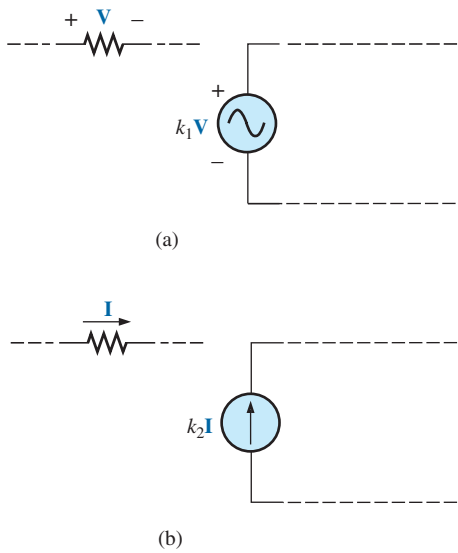 + V –
+
k₁V
–
(a)
I
k₂I
(b)